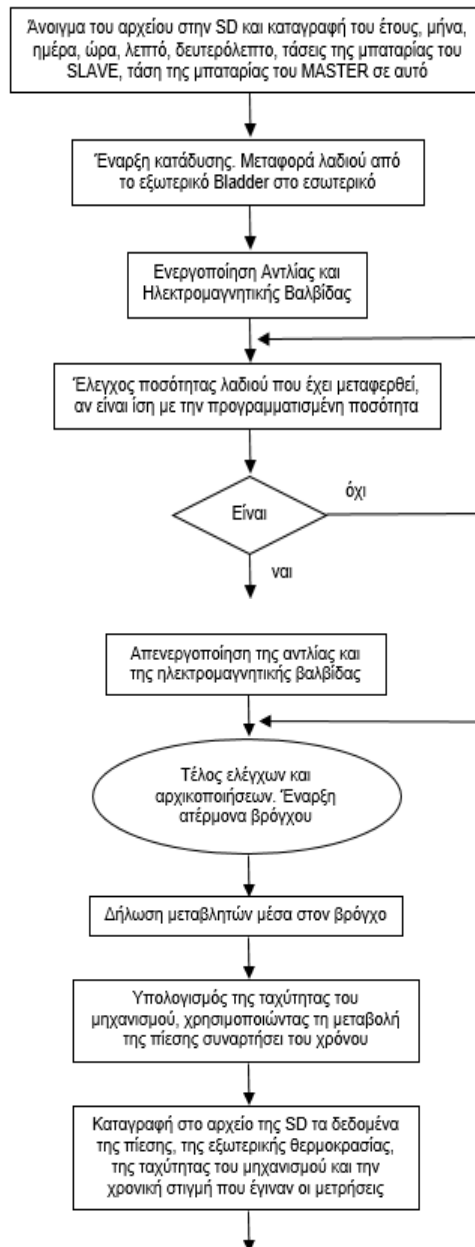 Άνοιγμα του αρχείου στην SD και καταγραφή του έτους, μήνα,
ημέρα, ώρα, λεπτό, δευτερόλεπτο, τάσεις της μπαταρίας του
SLAVE, τάση της μπαταρίας του MASTER σε αυτό
Έναρξη κατάδυσης. Μεταφορά λαδιού από
το εξωτερικό Bladder στο εσωτερικό
Ενεργοποίηση Αντλίας και
Ηλεκτρομαγνητικής Βαλβίδας
Έλεγχος ποσότητας λαδιού που έχει μεταφερθεί,
αν είναι ίση με την προγραμματισμένη ποσότητα
Είναι
όχι
ναι
Απενεργοποίηση της αντλίας και
της ηλεκτρομαγνητικής βαλβίδας
Τέλος ελέγχων και
αρχικοποιήσεων. Έναρξη
ατέρμονα βρόγχου
Δήλωση μεταβλητών μέσα στον βρόγχο
Υπολογισμός της ταχύτητας του
μηχανισμού, χρησιμοποιώντας τη μεταβολή
της πίεσης συναρτήσει του χρόνου
Καταγραφή στο αρχείο της SD τα δεδομένα
της πίεσης, της εξωτερικής θερμοκρασίας,
της ταχύτητας του μηχανισμού και την
χρονική στιγμή που έγιναν οι μετρήσεις